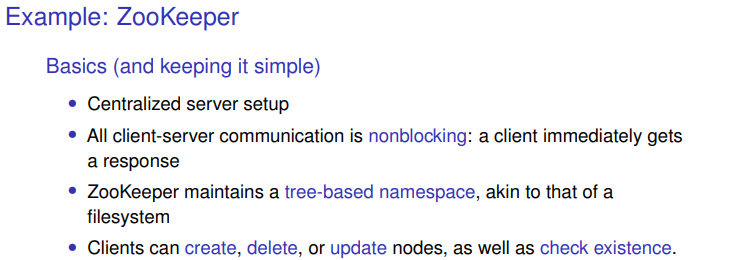 Example: ZooKeeper
Basics (and keeping it simple)
• Centralized server setup
• All client-server communication is nonblocking: a client immediately gets
a response
• ZooKeeper maintains a tree-based namespace, akin to that of a
filesystem
• Clients can create, delete, or update nodes, as well as check existence.